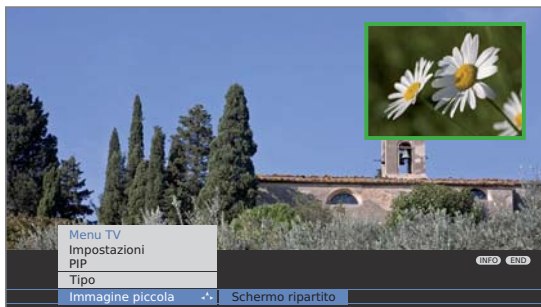 Menu TV
Impostazioni
PIP
Tipo
Immagine piccola Schermo ripartito
INFO END